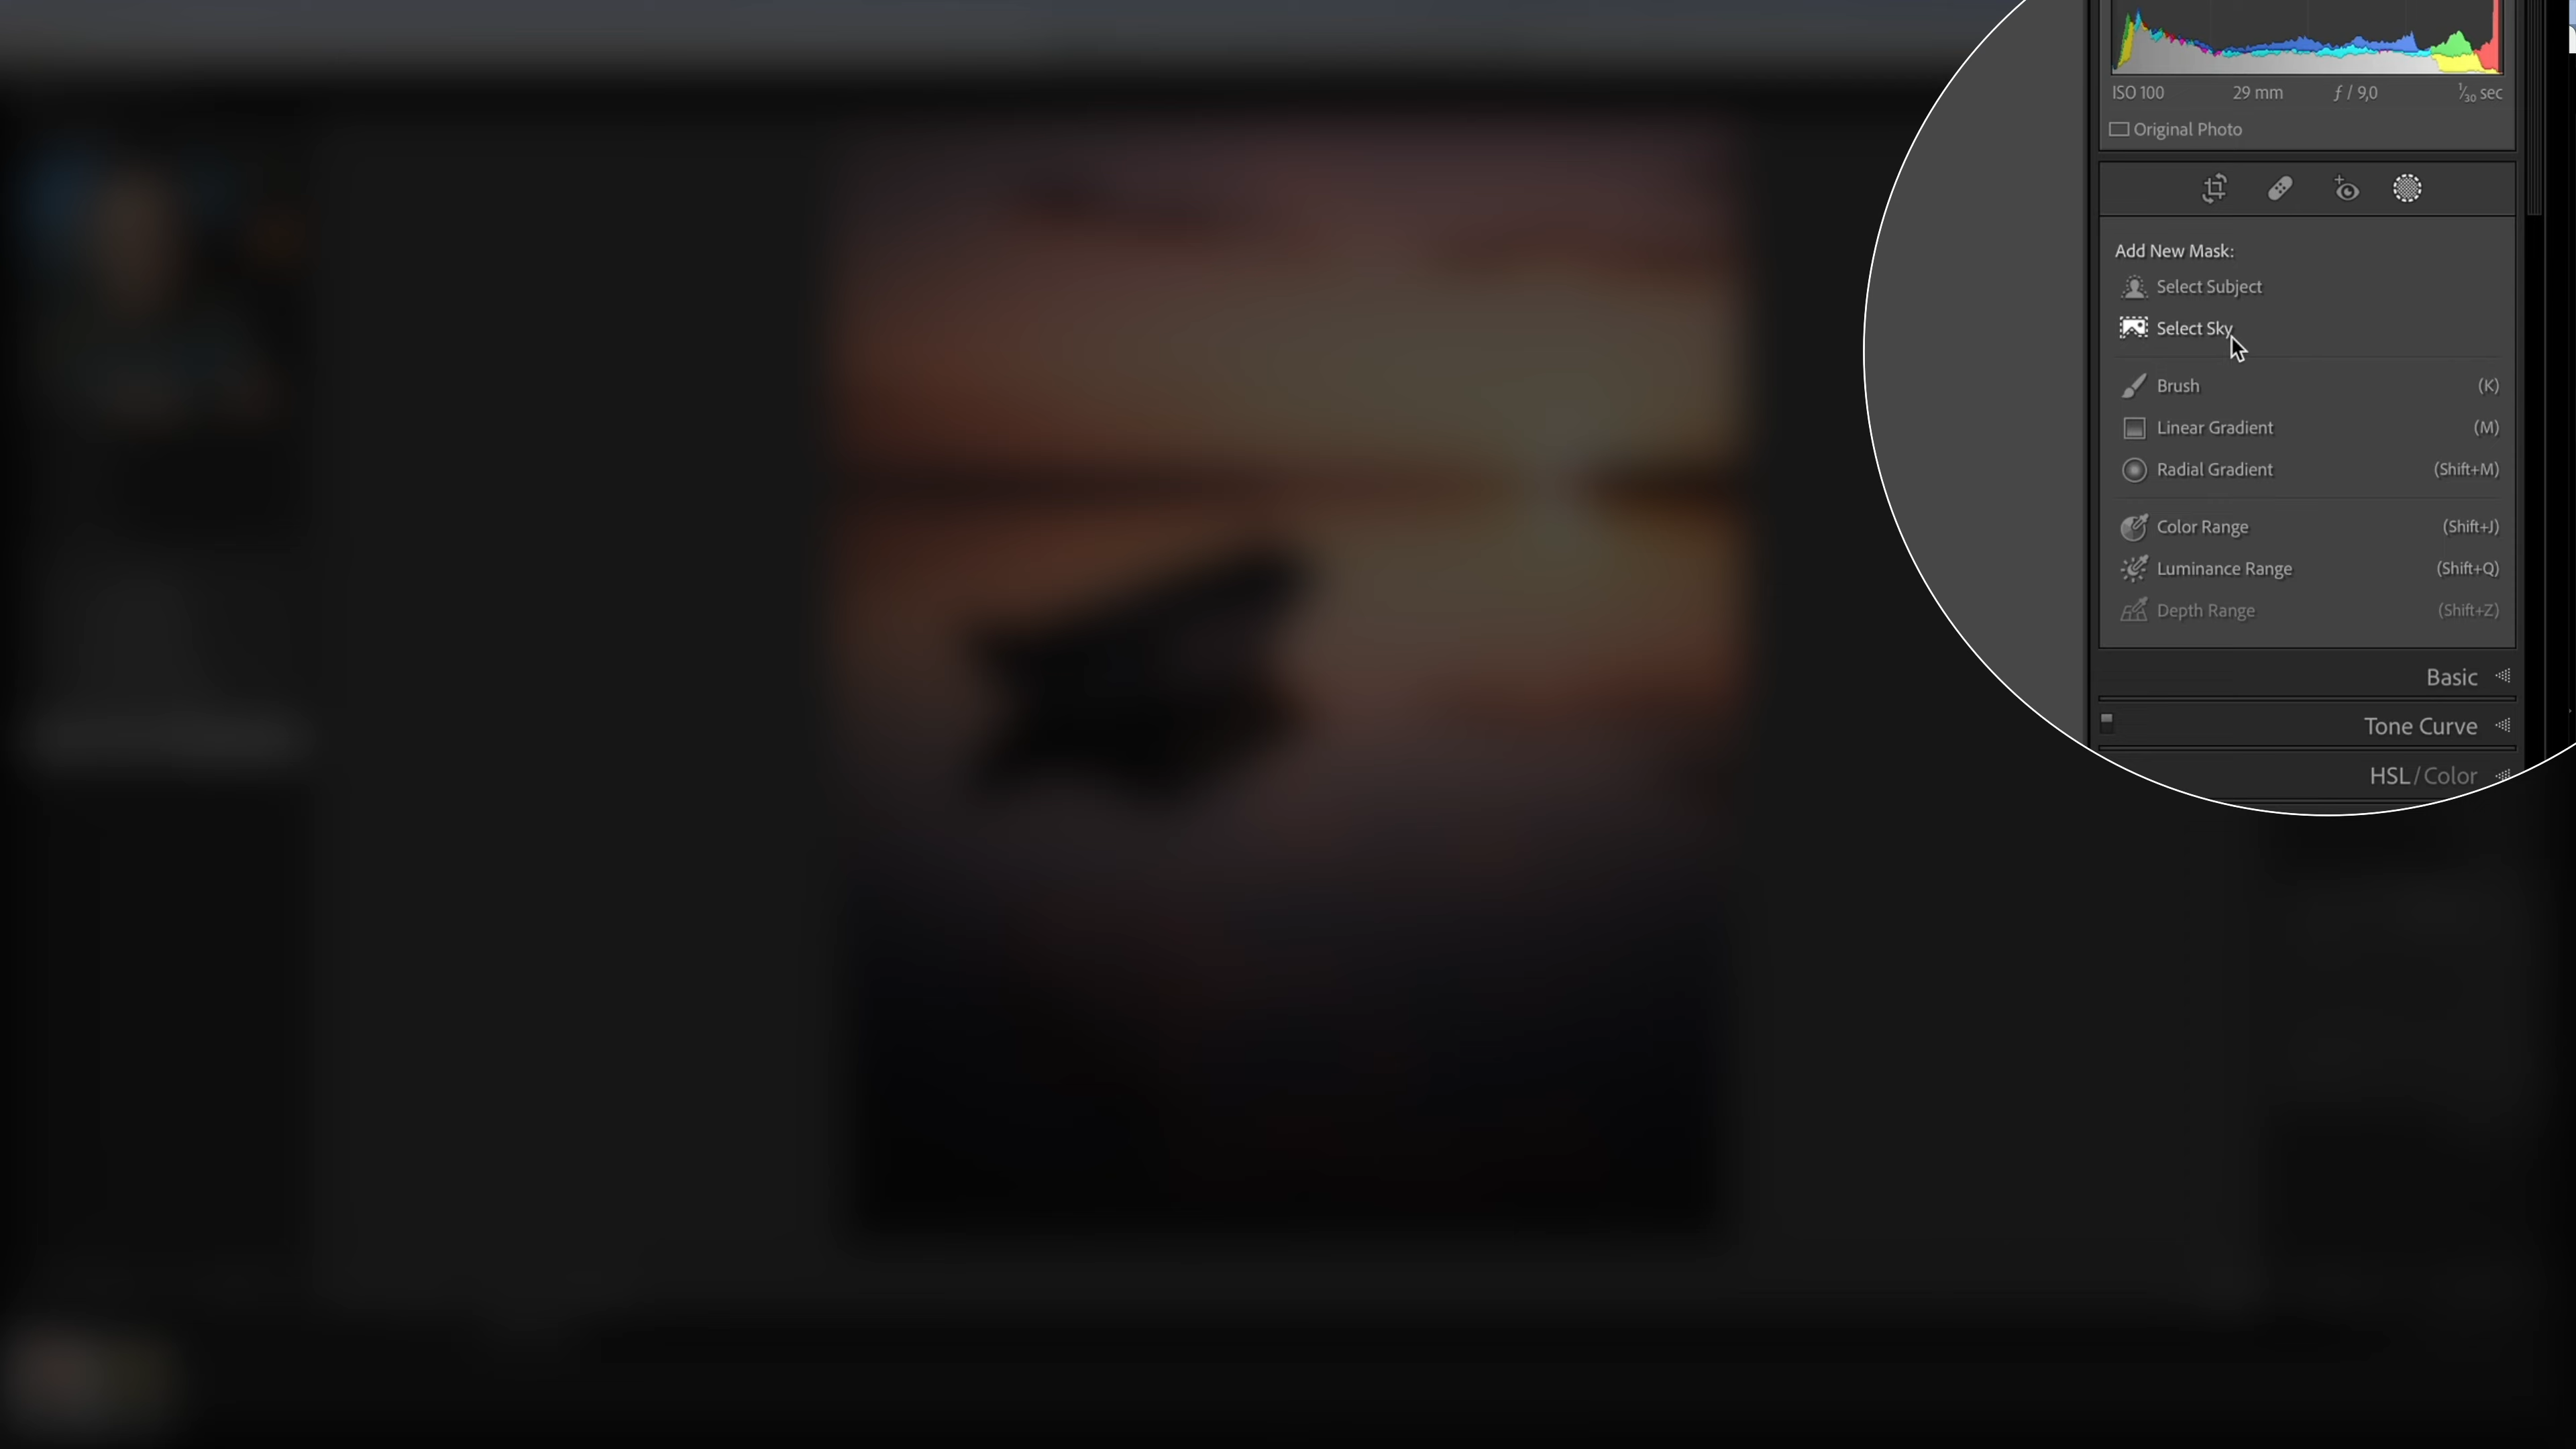 ISO 100 29 mm ƒ / 9,0 1/30 sec
Original Photo
Add New Mask:
Select Subject
Select Sky
Brush (K)
Linear Gradient (M)
Radial Gradient (Shift+M)
Color Range (Shift+J)
Luminance Range (Shift+Q)
Depth Range (Shift+Z)
Basic
Tone Curve
HSL / Color